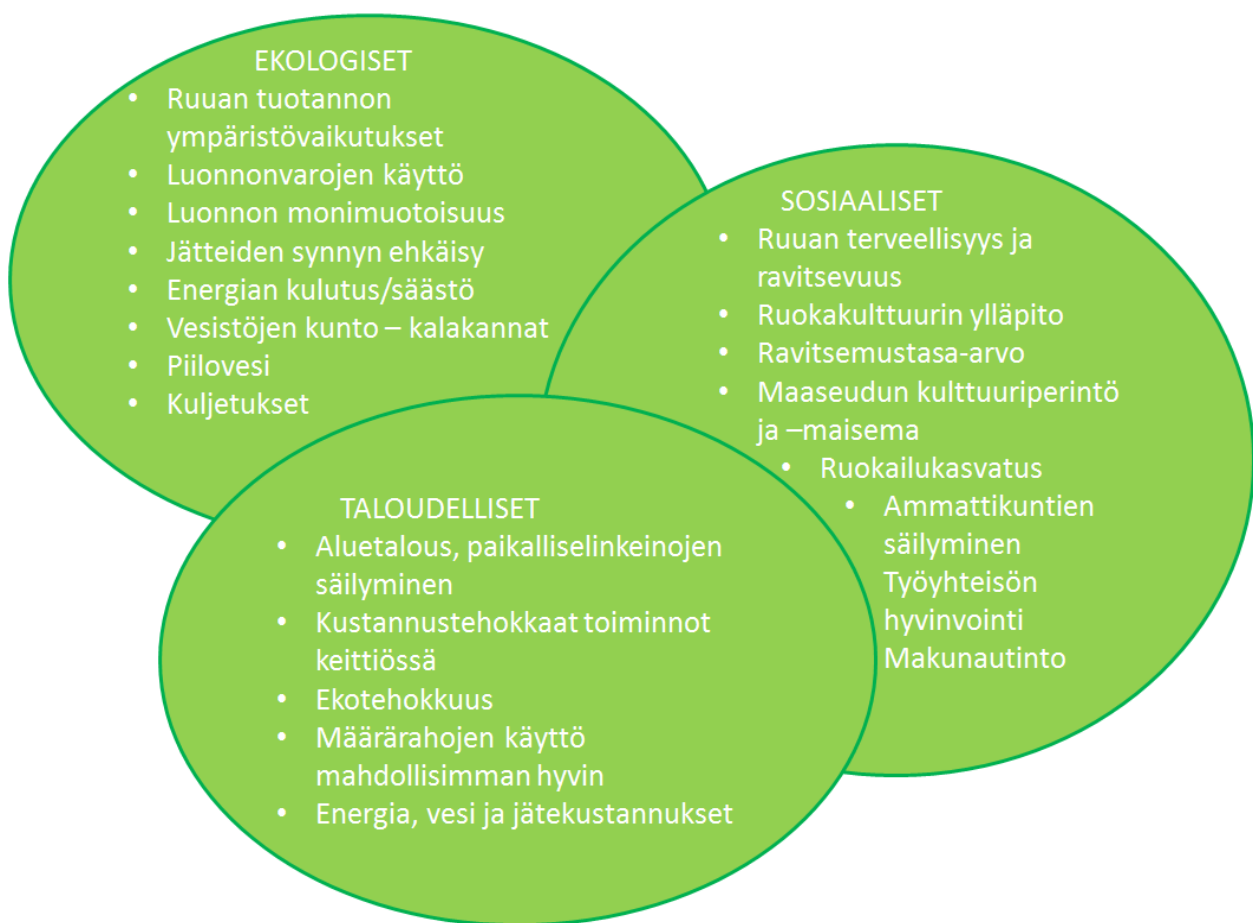 EKOLOGISET
• Ruuan tuotannon
ympäristövaikutukset
• Luonnonvarojen käyttö
• Luonnon monimuotoisuus
• Jätteiden synnyn ehkäisy
• Energian kulutus/säästö
• Vesistöjen kunto – kalakannat
• Piilovesi
• Kuljetukset
SOSIAALISET
• Ruuan terveellisyys ja
ravitsevuus
• Ruokakulttuurin ylläpito
• Ravitsemustasa-arvo
• Maaseudun kulttuuriperintö
ja –maisema
• Ruokailukasvatus
• Ammattikuntien
säilyminen
Työyhteisön
hyvinvointi
Makunautinto
TALOUDELLISET
• Aluetalous, paikalliselinkeinojen
säilyminen
• Kustannustehokkaat toiminnot
keittiössä
• Ekotehokkuus
• Määrärahojen käyttö
mahdollisimman hyvin
• Energia, vesi ja jätekustannukset